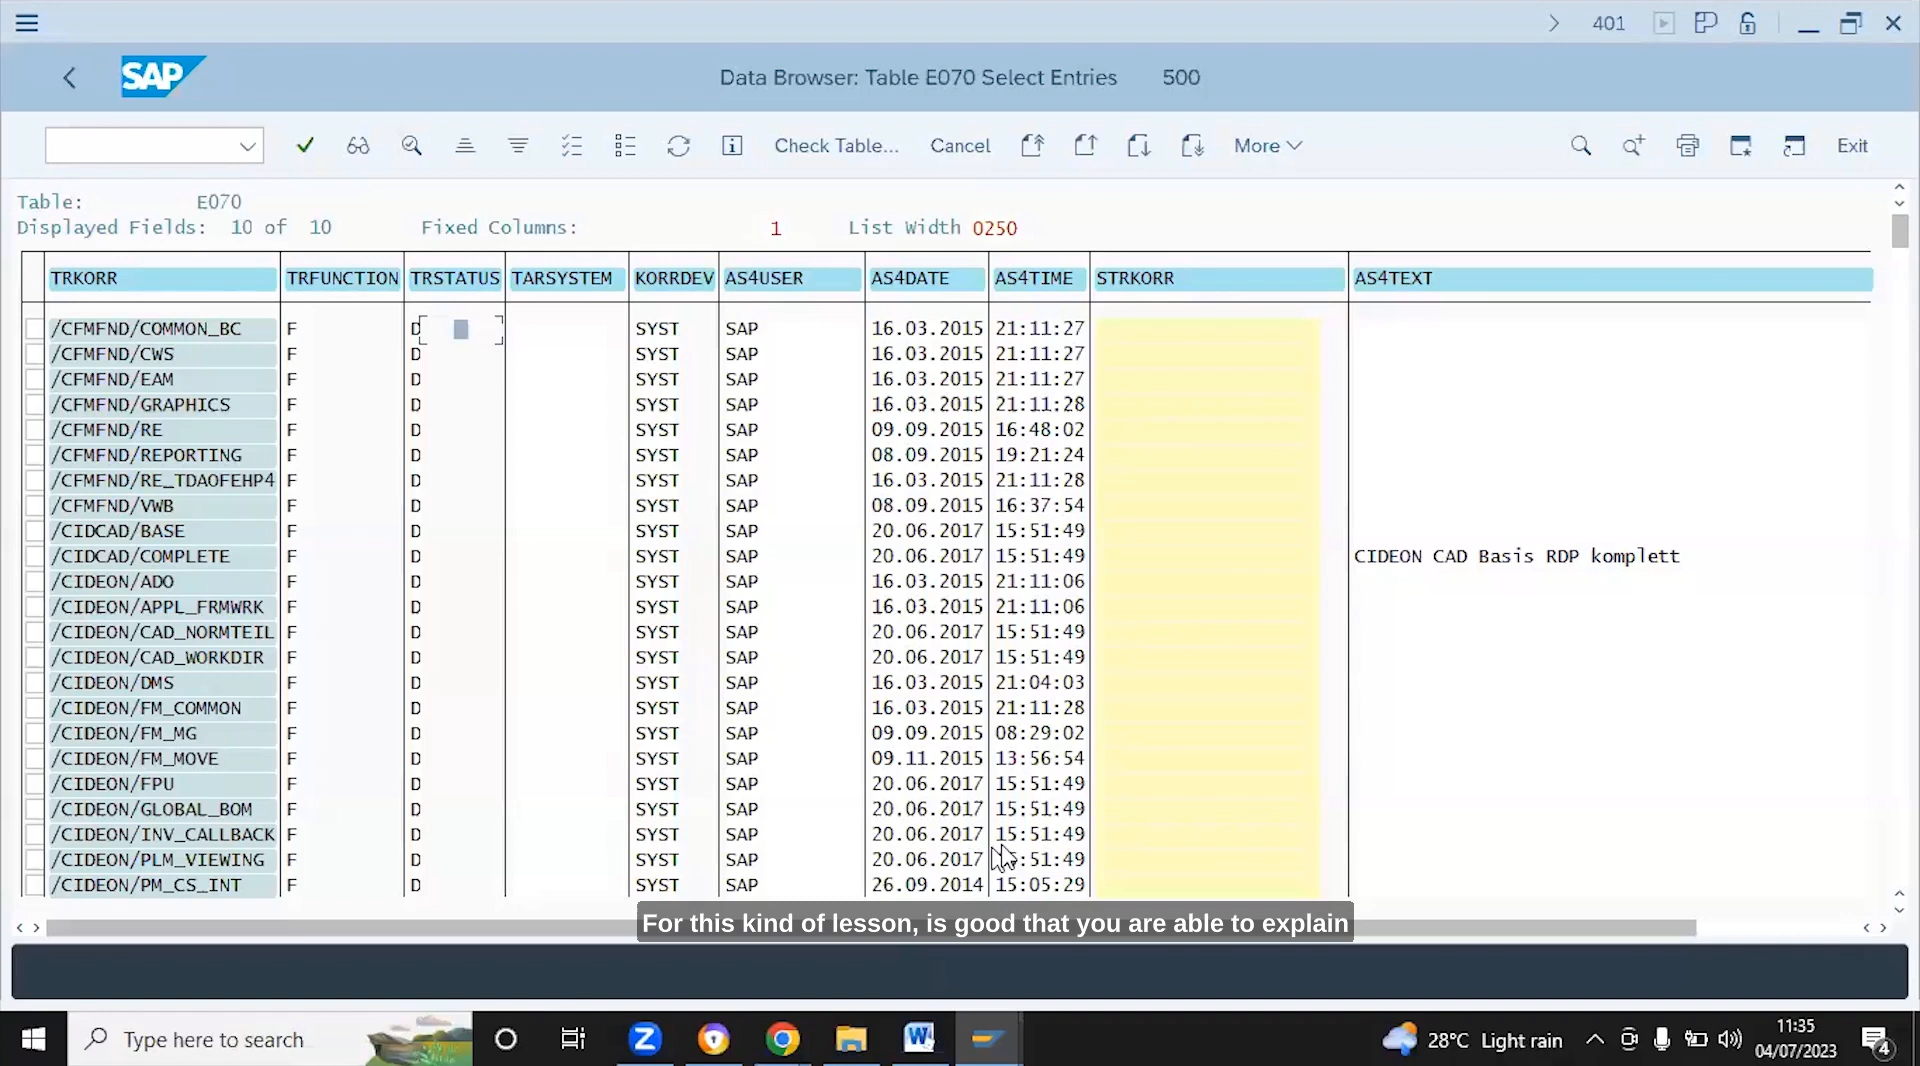 401
SAP
Data Browser: Table E070 Select Entries 500
Check Table... Cancel More Exit
Table: E070
Displayed Fields: 10 of 10 Fixed Columns: 1 List Width 0250
TRKORR TRFUNCTION TRSTATUS TARSYSTEM KORRDEV AS4USER AS4DATE AS4TIME STRKORR AS4TEXT
/CFMFND/COMMON_BC F D SYST SAP 16.03.2015 21:11:27
/CFMFND/CWS F D SYST SAP 16.03.2015 21:11:27
/CFMFND/EAM F D SYST SAP 16.03.2015 21:11:27
/CFMFND/GRAPHICS F D SYST SAP 16.03.2015 21:11:28
/CFMFND/RE F D SYST SAP 09.09.2015 16:48:02
/CFMFND/REPORTING F D SYST SAP 08.09.2015 19:21:24
/CFMFND/RE_TDAOFEHP4 F D SYST SAP 16.03.2015 21:11:28
/CFMFND/VWB F D SYST SAP 08.09.2015 16:37:54
/CIDCAD/BASE F D SYST SAP 20.06.2017 15:51:49
/CIDCAD/COMPLETE F D SYST SAP 20.06.2017 15:51:49 CIDEON CAD Basis RDP komplett
/CIDEON/ADO F D SYST SAP 16.03.2015 21:11:06
/CIDEON/APPL_FRMWRK F D SYST SAP 16.03.2015 21:11:06
/CIDEON/CAD_NORMTEIL F D SYST SAP 20.06.2017 15:51:49
/CIDEON/CAD_WORKDIR F D SYST SAP 20.06.2017 15:51:49
/CIDEON/DMS F D SYST SAP 16.03.2015 21:04:03
/CIDEON/FM_COMMON F D SYST SAP 16.03.2015 21:11:28
/CIDEON/FM_MG F D SYST SAP 09.09.2015 08:29:02
/CIDEON/FM_MOVE F D SYST SAP 09.11.2015 13:56:54
/CIDEON/FPU F D SYST SAP 20.06.2017 15:51:49
/CIDEON/GLOBAL_BOM F D SYST SAP 20.06.2017 15:51:49
/CIDEON/INV_CALLBACK F D SYST SAP 20.06.2017 15:51:49
/CIDEON/PLM_VIEWING F D SYST SAP 20.06.2017 :51:49
/CIDEON/PM_CS_INT F D SYST SAP 26.09.2014 15:05:29
For this kind of lesson, is good that you are able to explain
Type here to search
28°C Light rain
11:35
04/07/2023
4